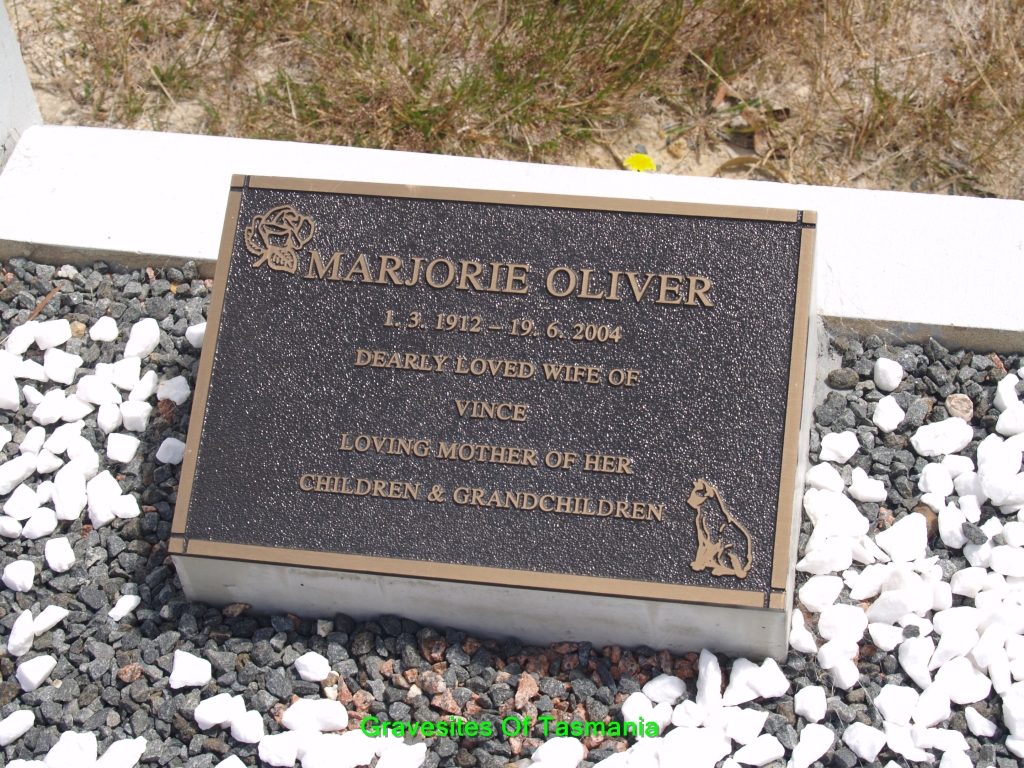 MARJORIE OLIVER
1. 3. 1912 – 19. 6. 2004
DEARLY LOVED WIFE OF
VINCE
LOVING MOTHER OF HER
CHILDREN & GRANDCHILDREN
Gravesites Of Tasmania